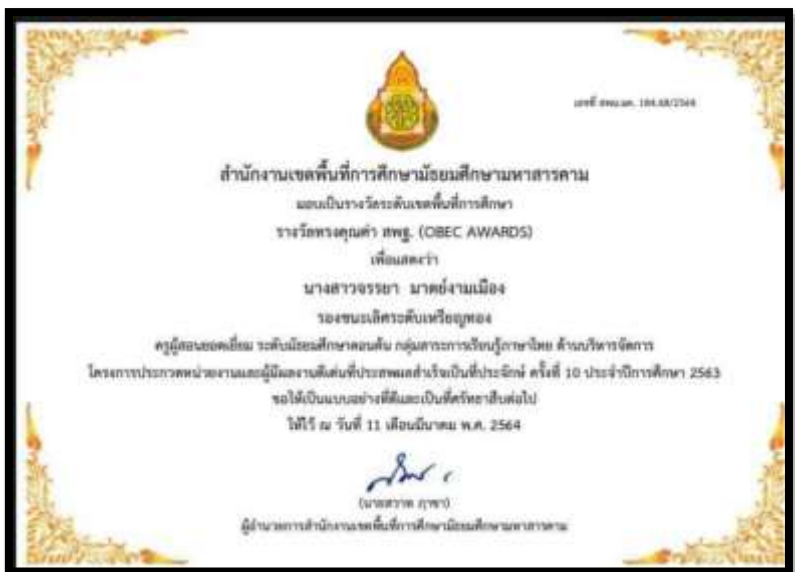 เลขที่ สพม.มค. 184.68/2564
สำนักงานเขตพื้นที่การศึกษามัธยมศึกษามหาสารคาม
มอบเป็นรางวัลระดับเขตพื้นที่การศึกษา
รางวัลทรงคุณค่า สพฐ. (OBEC AWARDS)
เพื่อแสดงว่า
นางสาวจรรยา มาตย์งามเมือง
รองชนะเลิศระดับเหรียญทอง
ครูผู้สอนยอดเยี่ยม ระดับมัธยมศึกษาตอนต้น กลุ่มสาระการเรียนรู้ภาษาไทย ด้านบริหารจัดการ
โครงการประกวดหน่วยงานและผู้มีผลงานดีเด่นที่ประสพผลสำเร็จเป็นที่ประจักษ์ ครั้งที่ 10 ประจำปีการศึกษา 2563
ขอให้เป็นแบบอย่างที่ดีและเป็นที่ศรัทธาสืบต่อไป
ให้ไว้ ณ วันที่ 11 เดือนมีนาคม พ.ศ. 2564
ผู้อำนวยการสำนักงานเขตพื้นที่การศึกษามัธยมศึกษามหาสารคาม